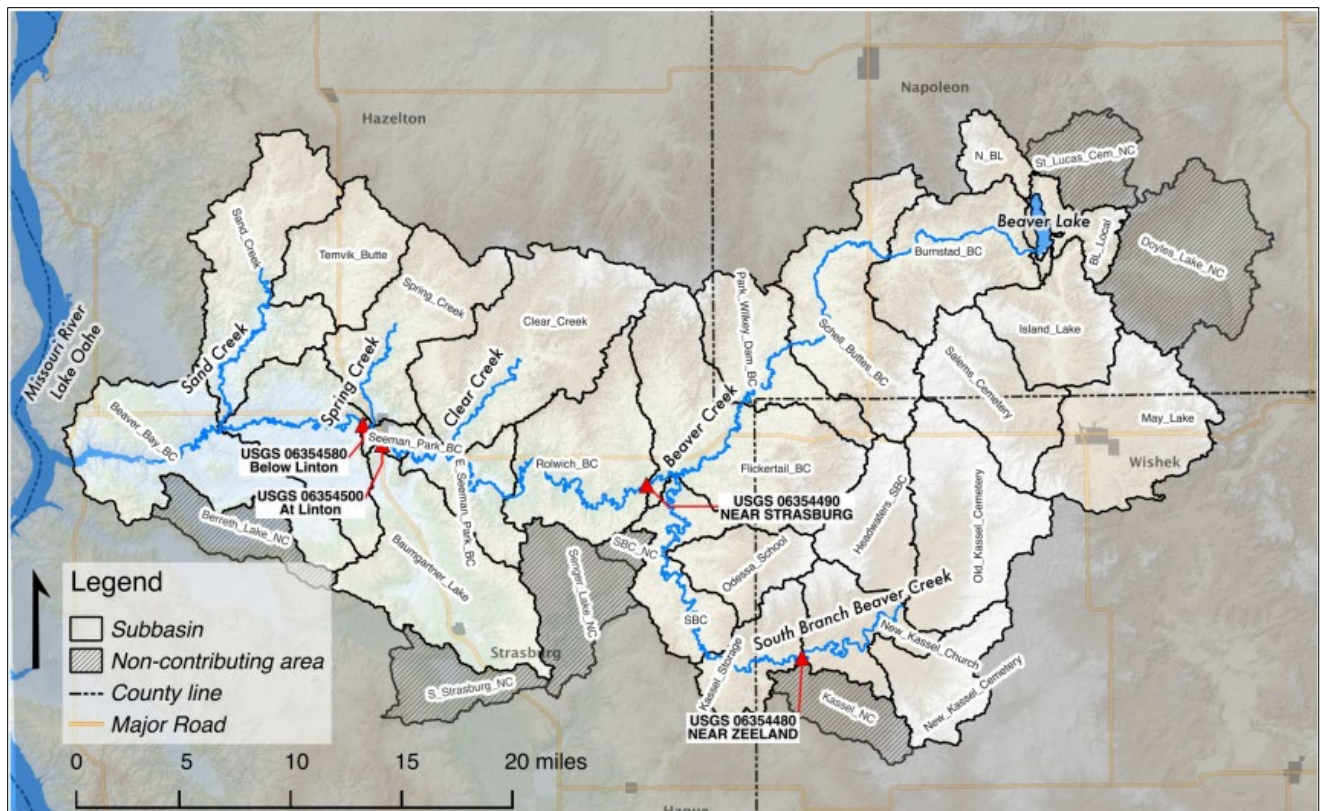 Napoleon
Hazelton
N_BL
St_Lucas_Cem_NC
Sand_Creek
Beaver Lake
BL_Local
Doyles_Lake_NC
Temvik_Butte
Burnstad_BC
Spring_Creek
Park_Wilkey_Dam_BC
Clear_Creek
Schell_Buttes_BC
Island_Lake
Missouri River
Lake Oahe
Sand Creek
Spring Creek
Clear Creek
Salems_Cemetery
Beaver_Bay_BC
Beaver Creek
May_Lake
Seeman_Park_BC
USGS 06354580
Below Linton
E_Seeman_Park_BC
Rolwich_BC
Flickertail_BC
Wishek
USGS 06354500
At Linton
USGS 06354490
NEAR STRASBURG
Headwaters_SBC
Old_Kassel_Cemetery
Berreth_Lake_NC
SBC_NC
Baumgartner_Lake
Senger_Lake_NC
Odessa_School
SBC
South Branch Beaver Creek
New_Kassel_Church
Kassel_Storage
Strasburg
S_Strasburg_NC
Kassel_NC
New_Kassel_Cemetery
USGS 06354480
NEAR ZEELAND
Legend
Subbasin
Non-contributing area
County line
Major Road
0 5 10 15 20 miles